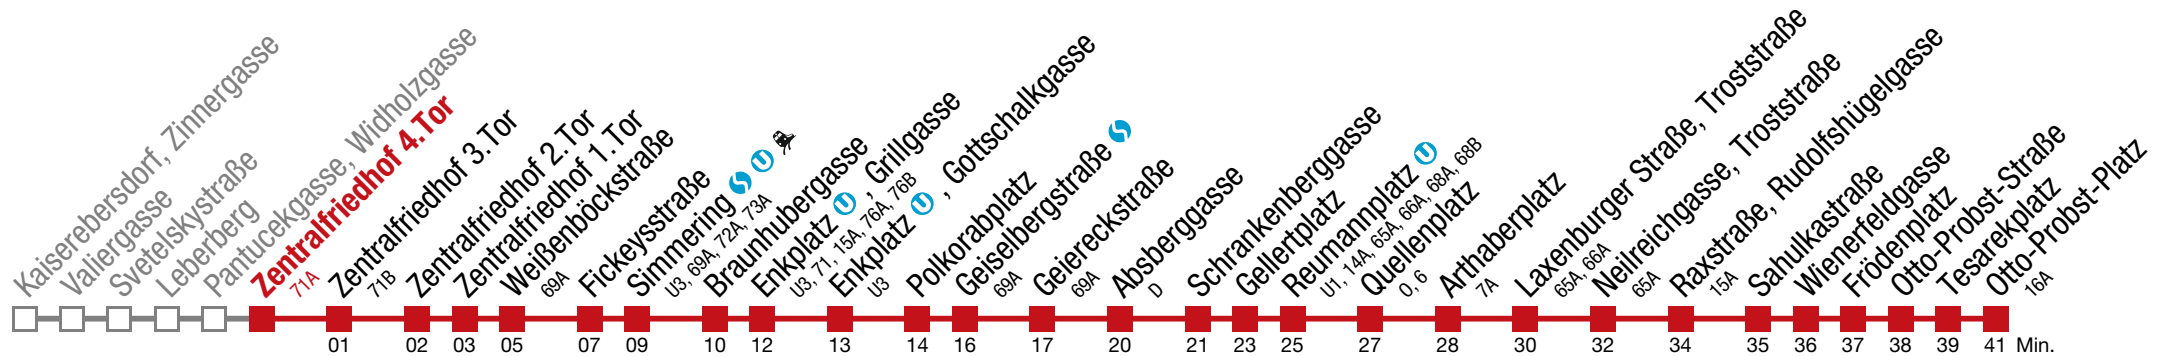 Kaiserebersdorf, Zinnergasse
Valiergasse
Svetelskystraße
Leberberg
Pantucekgasse, Widholzgasse
Zentralfriedhof 4.Tor
71A
Zentralfriedhof 3.Tor
71B
Zentralfriedhof 2.Tor
Zentralfriedhof 1.Tor
Weißenböckstraße
69A
Fickeysstraße
Simmering S U
U3, 69A, 72A, 73A
Braunhubergasse
Enkplatz U , Grillgasse
U3, 71, 15A, 76A, 76B
Enkplatz U , Gottschalkgasse
U3
Polkorabplatz
Geiselbergstraße S
69A
Geiereckstraße
69A
Absberggasse
D
Schrankenberggasse
Gellertplatz
Reumannplatz U
U1, 14A, 65A, 66A, 68A, 68B
Quellenplatz
O, 6
Arthaberplatz
7A
Laxenburger Straße, Troststraße
65A, 66A
Neilreichgasse, Troststraße
65A
Raxstraße, Rudolfshügelgasse
15A
Sahulkastraße
Wienerfeldgasse
Frödenplatz
Otto-Probst-Straße
Tesarekplatz
Otto-Probst-Platz
16A
01 02 03 05 07 09 10 12 13 14 16 17 20 21 23 25 27 28 30 32 34 35 36 37 38 39 41 Min.